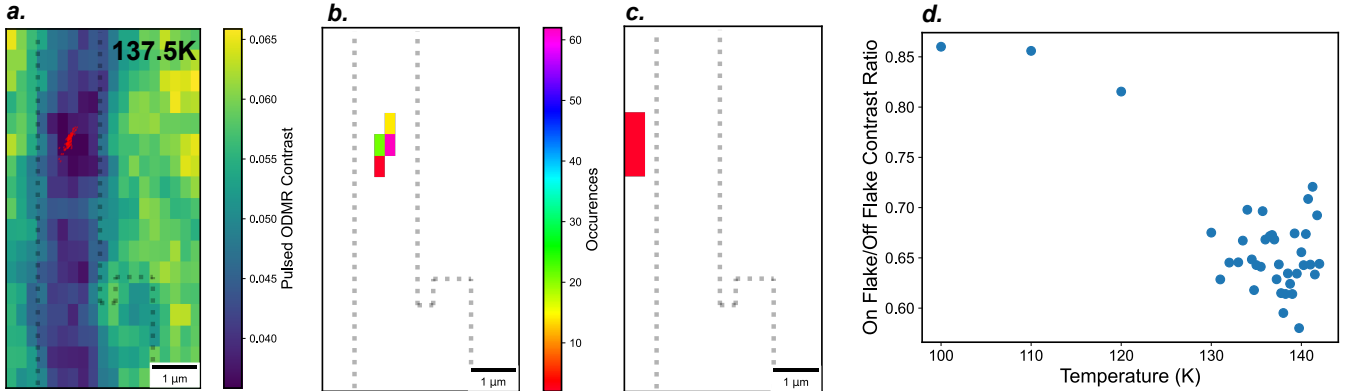 a.
137.5K
1 μm
0.065
0.060
0.055
0.050
0.045
0.040
Pulsed ODMR Contrast
b.
1 μm
60
50
40
30
20
10
Occurences
c.
1 μm
d.
0.85
0.80
0.75
0.70
0.65
0.60
On Flake/Off Flake Contrast Ratio
100
110
120
130
140
Temperature (K)